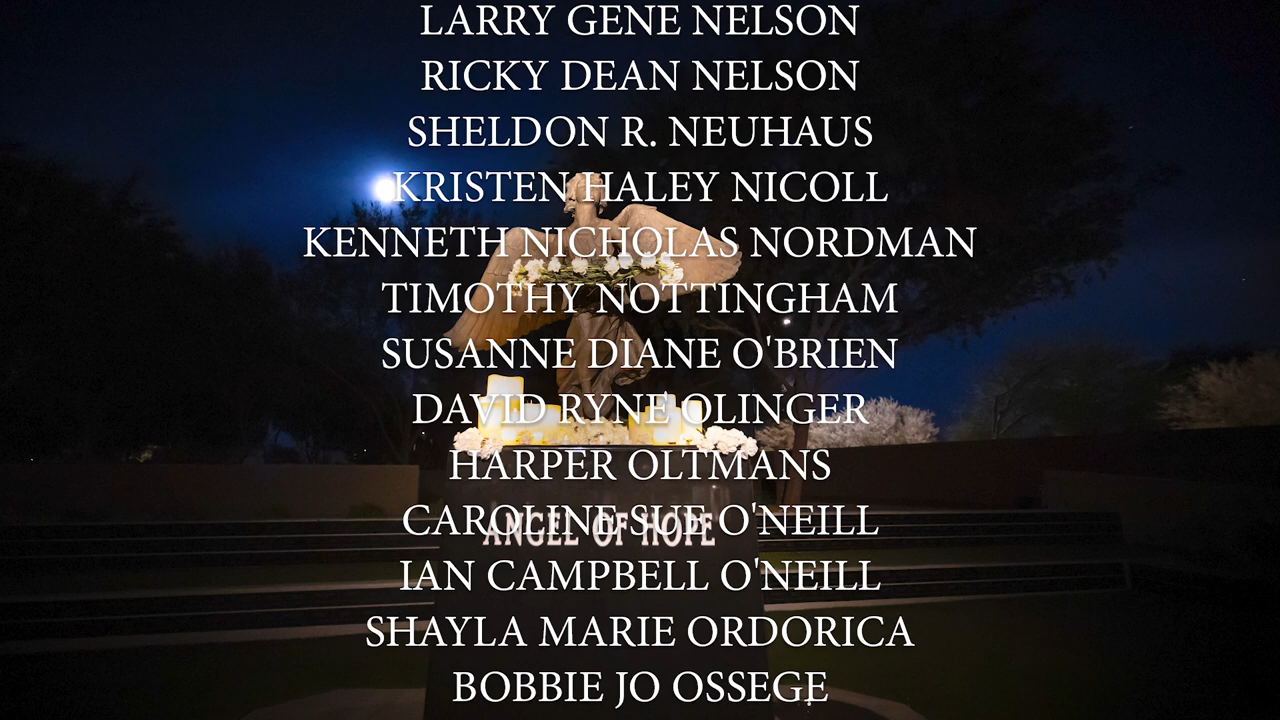 LARRY GENE NELSON
RICKY DEAN NELSON
SHELDON R. NEUHAUS
KRISTEN HALEY NICOLL
KENNETH NICHOLAS NORDMAN
TIMOTHY NOTTINGHAM
SUSANNE DIANE O'BRIEN
DAVID RYNE OLINGER
HARPER OLTMANS
CAROLINE SUE O'NEILL
ANGEL OF HOPE
IAN CAMPBELL O'NEILL
SHAYLA MARIE ORDORICA
BOBBIE JO OSSEGE